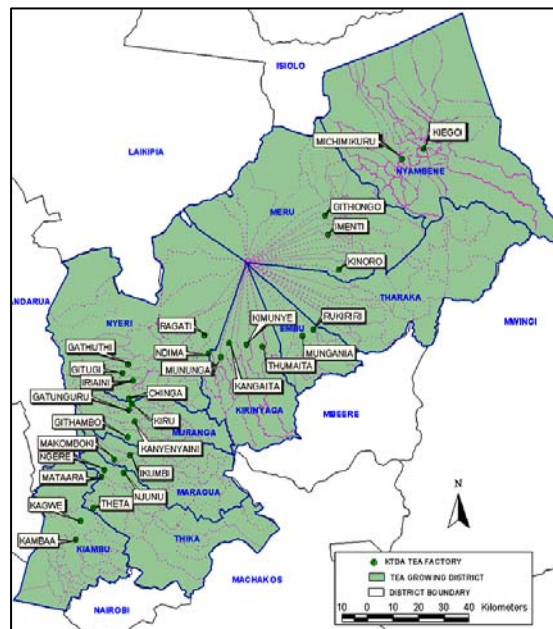 ISIOLO
KIEGOI
MICHIMIKURU
NYAMBENE
LAIKIPIA
MERU
GITHONGO
IMENTI
KINORO
THARAKA
MWINGI
ANDARUA
NYERI
RAGATI
KIMUNYE
EMBU
RUKIRIRI
NDIMA
MUNGANIA
GATHUTHI
MUNUNGA
THUMAITA
GITUGI
KANGAITA
IRIAINI
KIRINYAGA
CHINGA
GATUNGURU
MBEERE
KIRU
GITHAMBO
MURANGA
KANYENYAINI
MAKOMBOKI
NGERE
IKUMBI
MATAARA
MARAGUA
NJUNU
THETA
KAGWE
N
THIKA
KAMBAA
KIAMBU
MACHAKOS
NAIROBI
KTDA TEA FACTORY
TEA GROWING DISTRICT
DISTRICT BOUNDARY
10 0 10 20 30 40 Kilometers